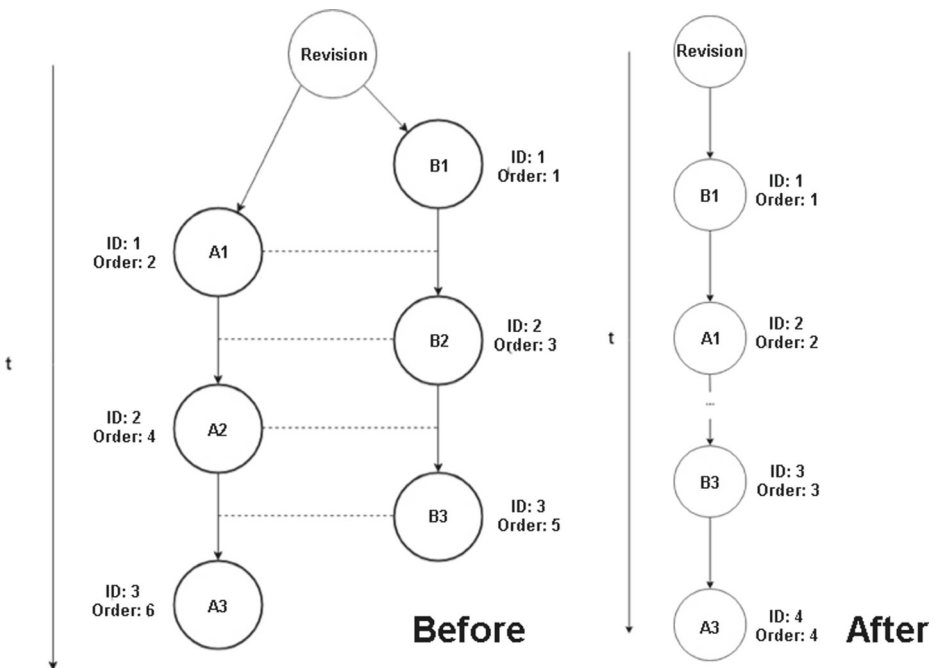 Revision
B1
ID: 1
Order: 1
ID: 1
Order: 2
A1
t
B2
ID: 2
Order: 3
ID: 2
Order: 4
A2
B3
ID: 3
Order: 5
ID: 3
Order: 6
A3
Before
Revision
B1
ID: 1
Order: 1
t
A1
ID: 2
Order: 2
...
B3
ID: 3
Order: 3
A3
ID: 4
Order: 4
After